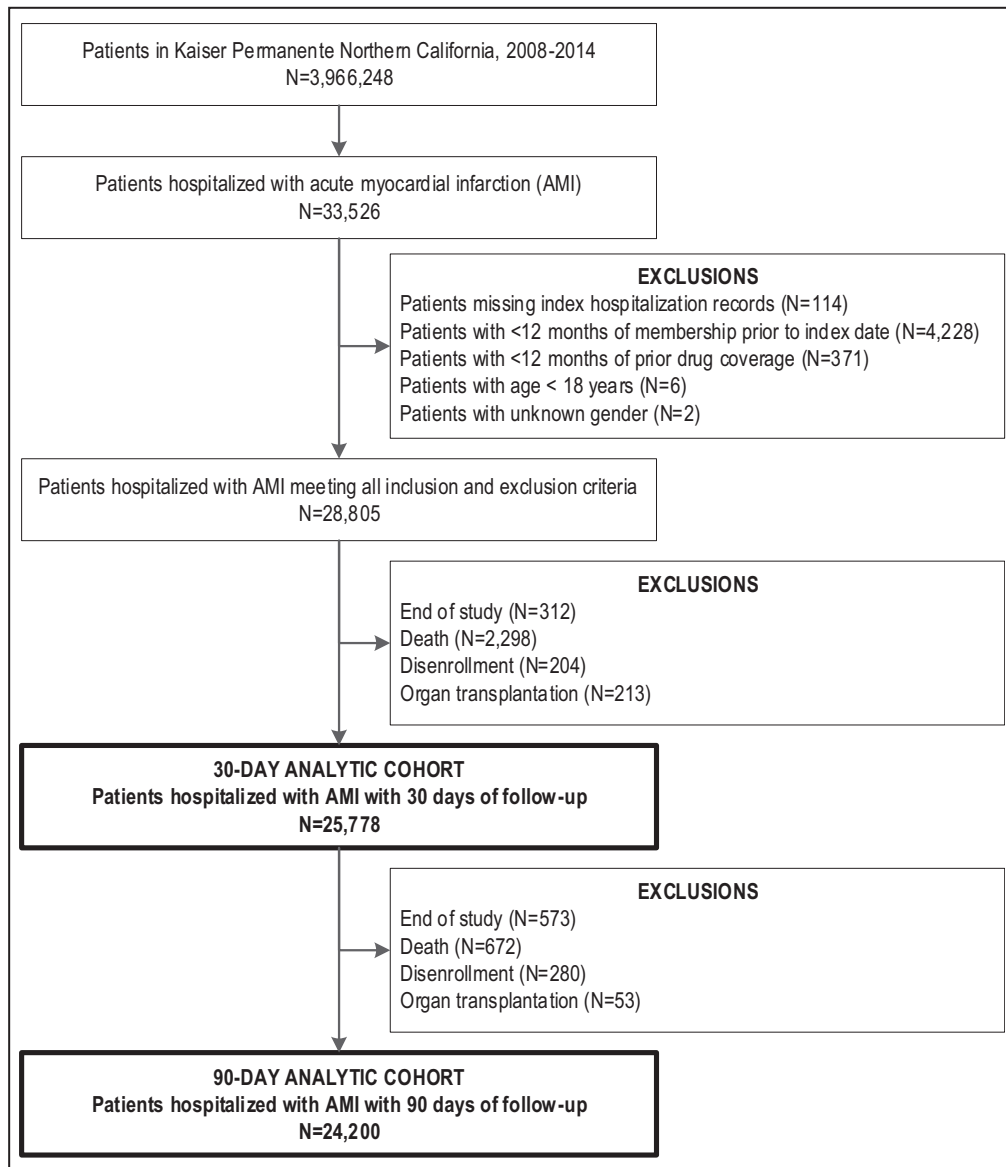 Patients in Kaiser Permanente Northern California, 2008-2014
N=3,966,248
Patients hospitalized with acute myocardial infarction (AMI)
N=33,526
EXCLUSIONS
Patients missing index hospitalization records (N=114)
Patients with <12 months of membership prior to index date (N=4,228)
Patients with <12 months of prior drug coverage (N=371)
Patients with age < 18 years (N=6)
Patients with unknown gender (N=2)
Patients hospitalized with AMI meeting all inclusion and exclusion criteria
N=28,805
EXCLUSIONS
End of study (N=312)
Death (N=2,298)
Disenrollment (N=204)
Organ transplantation (N=213)
30-DAY ANALYTIC COHORT
Patients hospitalized with AMI with 30 days of follow-up
N=25,778
EXCLUSIONS
End of study (N=573)
Death (N=672)
Disenrollment (N=280)
Organ transplantation (N=53)
90-DAY ANALYTIC COHORT
Patients hospitalized with AMI with 90 days of follow-up
N=24,200